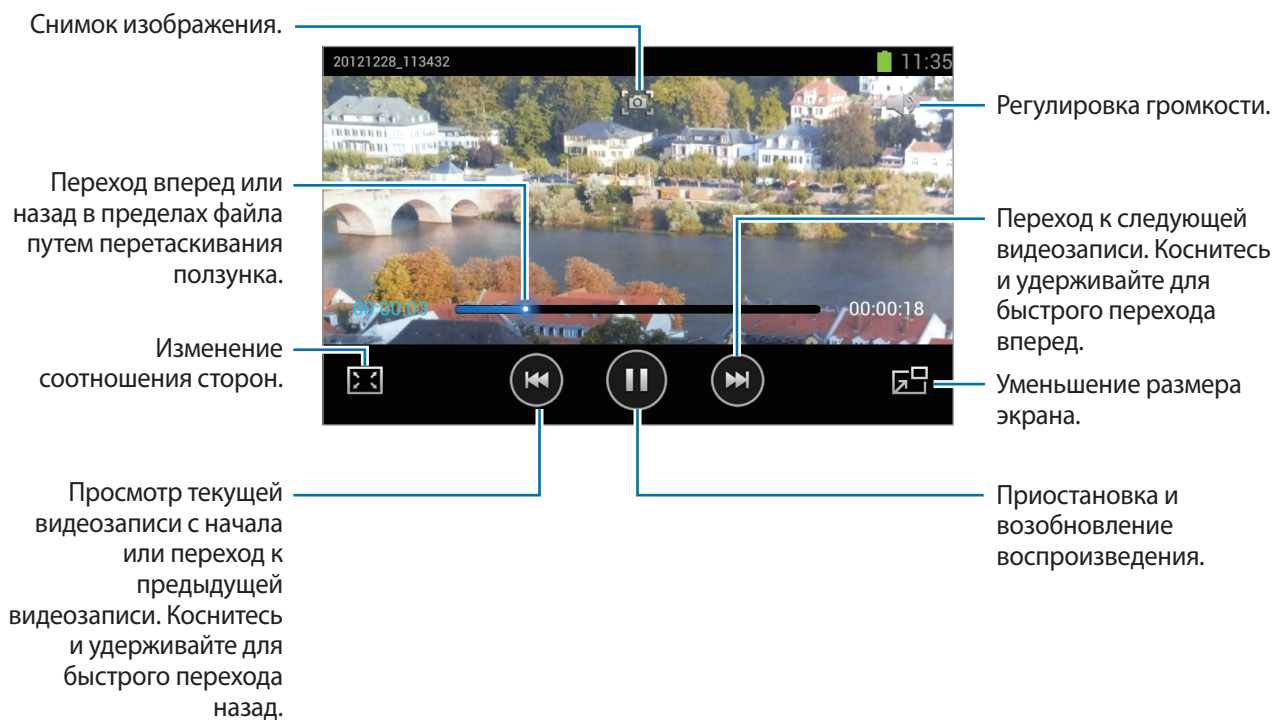 Снимок изображения.
20121228_113432
11:35
Регулировка громкости.
Переход вперед или
назад в пределах файла
путем перетаскивания
ползунка.
Переход к следующей
видеозаписи. Коснитесь
и удерживайте для
быстрого перехода
вперед.
00:00:03
00:00:18
Изменение
соотношения сторон.
Уменьшение размера
экрана.
Просмотр текущей
видеозаписи с начала
или переход к
предыдущей
видеозаписи. Коснитесь
и удерживайте для
быстрого перехода
назад.
Приостановка и
возобновление
воспроизведения.